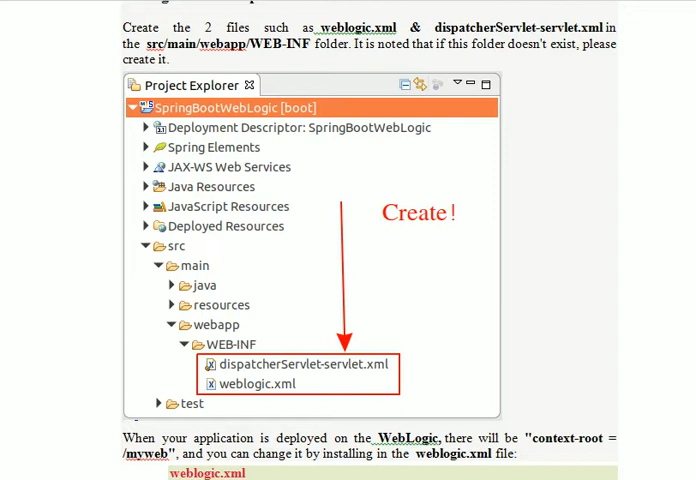 Create the 2 files such as weblogic.xml & dispatcherServlet-servlet.xml in
the src/main/webapp/WEB-INF folder. It is noted that if this folder doesn't exist, please
create it.
Project Explorer
SpringBootWebLogic [boot]
Deployment Descriptor: SpringBootWebLogic
Spring Elements
JAX-WS Web Services
Java Resources
JavaScript Resources
Deployed Resources
src
main
java
resources
webapp
WEB-INF
dispatcherServlet-servlet.xml
weblogic.xml
test
Create!
When your application is deployed on the WebLogic, there will be "context-root =
/myweb", and you can change it by installing in the weblogic.xml file:
weblogic.xml